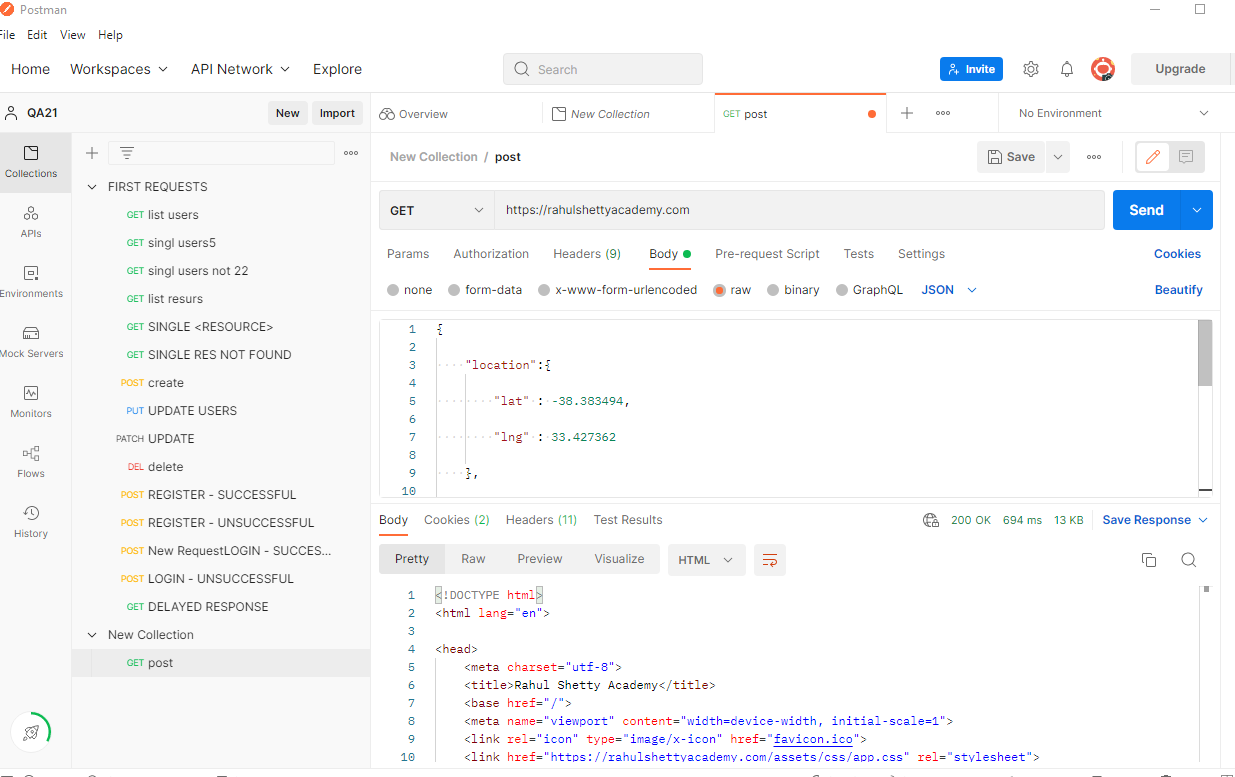 Postman
File Edit View Help
Home Workspaces API Network Explore Search Invite Upgrade
QA21 New Import Overview New Collection GET post No Environment
Collections
APIs
Environments
Mock Servers
Monitors
Flows
History
FIRST REQUESTS
GET list users
GET singl users5
GET singl users not 22
GET list resurs
GET SINGLE <RESOURCE>
GET SINGLE RES NOT FOUND
POST create
PUT UPDATE USERS
PATCH UPDATE
DEL delete
POST REGISTER - SUCCESSFUL
POST REGISTER - UNSUCCESSFUL
POST New RequestLOGIN - SUCCES...
POST LOGIN - UNSUCCESSFUL
GET DELAYED RESPONSE
New Collection
GET post
New Collection / post Save
GET https://rahulshettyacademy.com Send
Params Authorization Headers (9) Body Pre-request Script Tests Settings Cookies
none form-data x-www-form-urlencoded raw binary GraphQL JSON Beautify
1 {
2
3 "location":{
4
5 "lat" : -38.383494,
6
7 "lng" : 33.427362
8
9 },
10
Body Cookies (2) Headers (11) Test Results 200 OK 694 ms 13 KB Save Response
Pretty Raw Preview Visualize HTML
1 <!DOCTYPE html>
2 <html lang="en">
3
4 <head>
5 <meta charset="utf-8">
6 <title>Rahul Shetty Academy</title>
7 <base href="/">
8 <meta name="viewport" content="width=device-width, initial-scale=1">
9 <link rel="icon" type="image/x-icon" href="favicon.ico">
10 <link href="https://rahulshettyacademy.com/assets/css/app.css" rel="stylesheet">